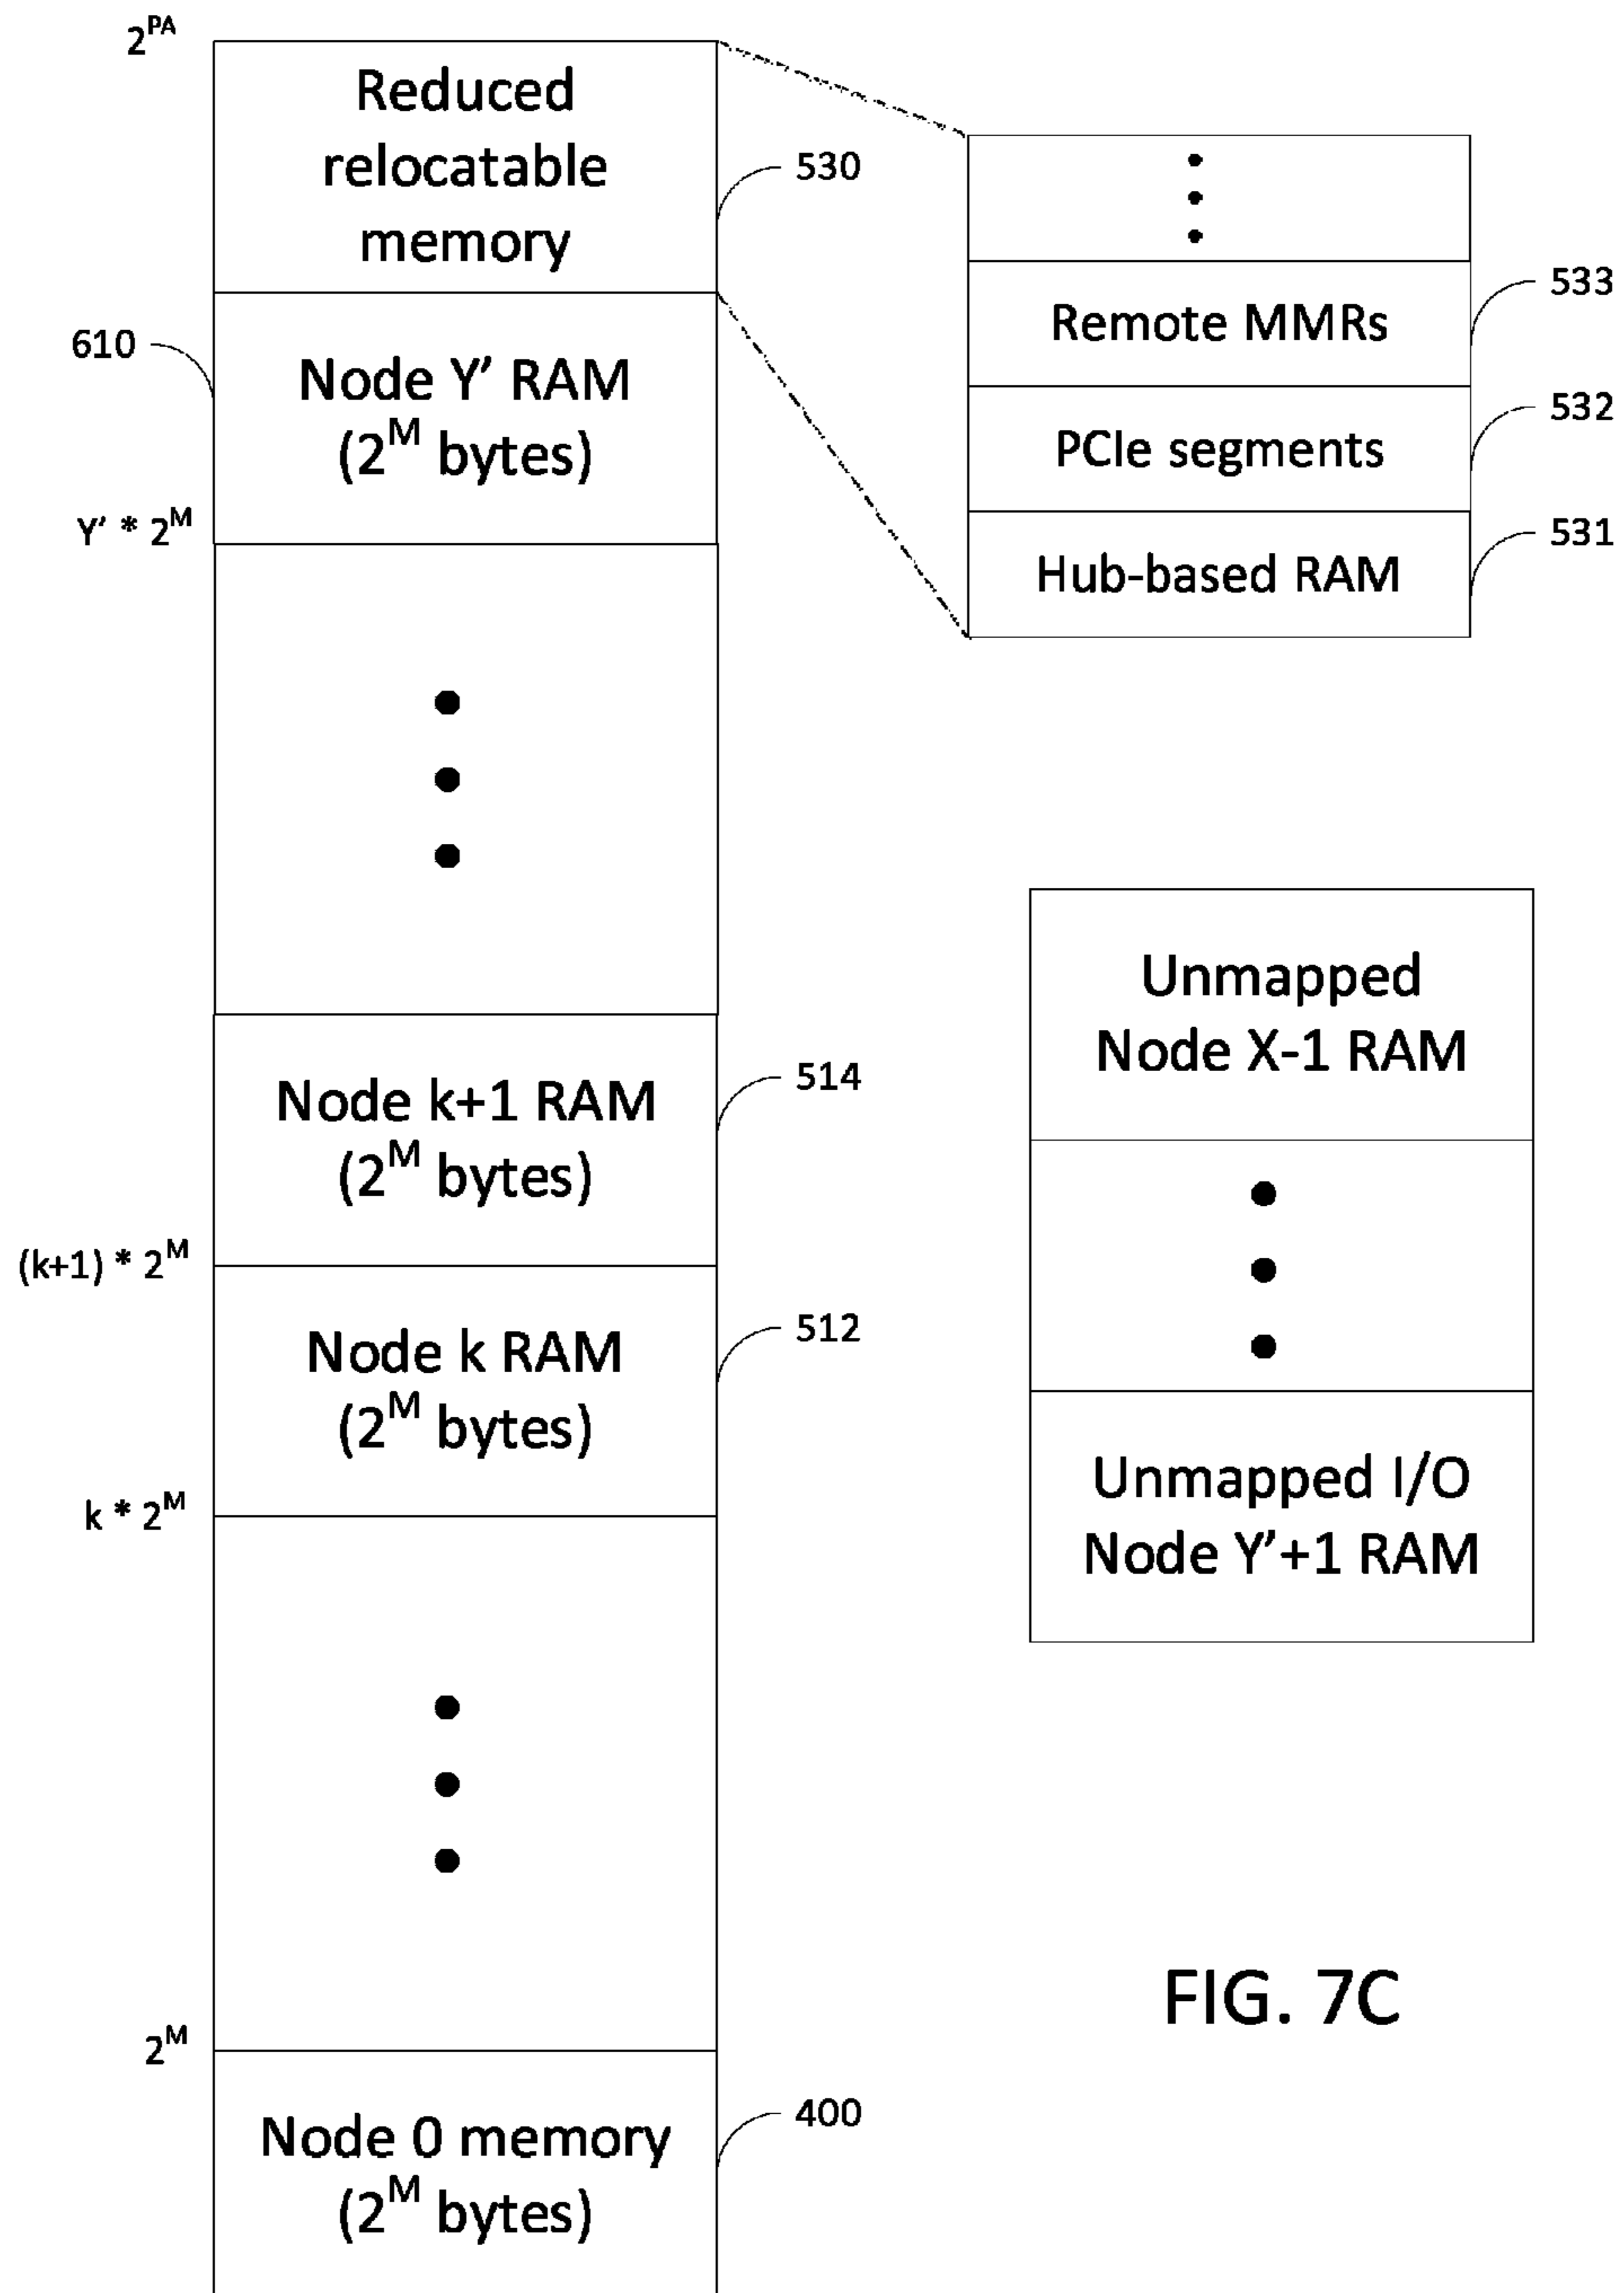 2^PA
Reduced
relocatable
memory
530
610
Node Y' RAM
(2^M bytes)
Y' * 2^M
Node k+1 RAM
(2^M bytes)
514
(k+1) * 2^M
Node k RAM
(2^M bytes)
512
k * 2^M
2^M
Node 0 memory
(2^M bytes)
400
Remote MMRs
533
PCIe segments
532
Hub-based RAM
531
Unmapped
Node X-1 RAM
Unmapped I/O
Node Y'+1 RAM
FIG. 7C